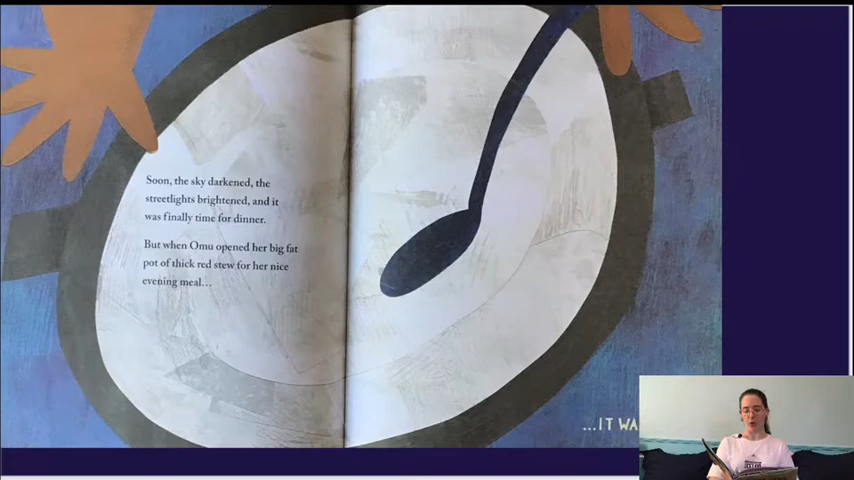 Soon, the sky darkened, the
streetlights brightened, and it
was finally time for dinner.
But when Omu opened her big fat
pot of thick red stew for her nice
evening meal...
...IT WA